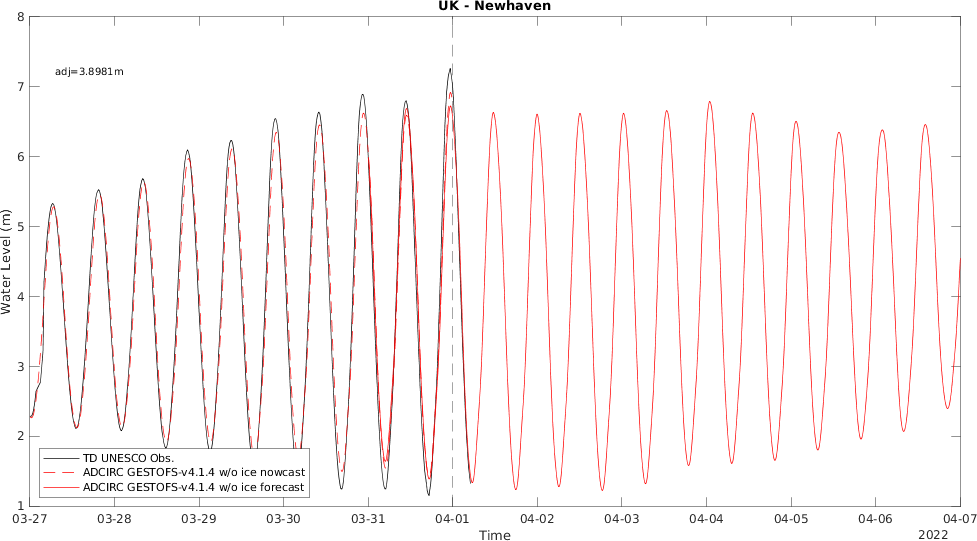 UK - Newhaven
8
adj=3.8981m
7
6
5
4
3
2
1
Water Level (m)
TD UNESCO Obs.
ADCIRC GESTOFS-v4.1.4 w/o ice nowcast
ADCIRC GESTOFS-v4.1.4 w/o ice forecast
03-27 03-28 03-29 03-30 03-31 04-01 04-02 04-03 04-04 04-05 04-06 04-07
Time
2022